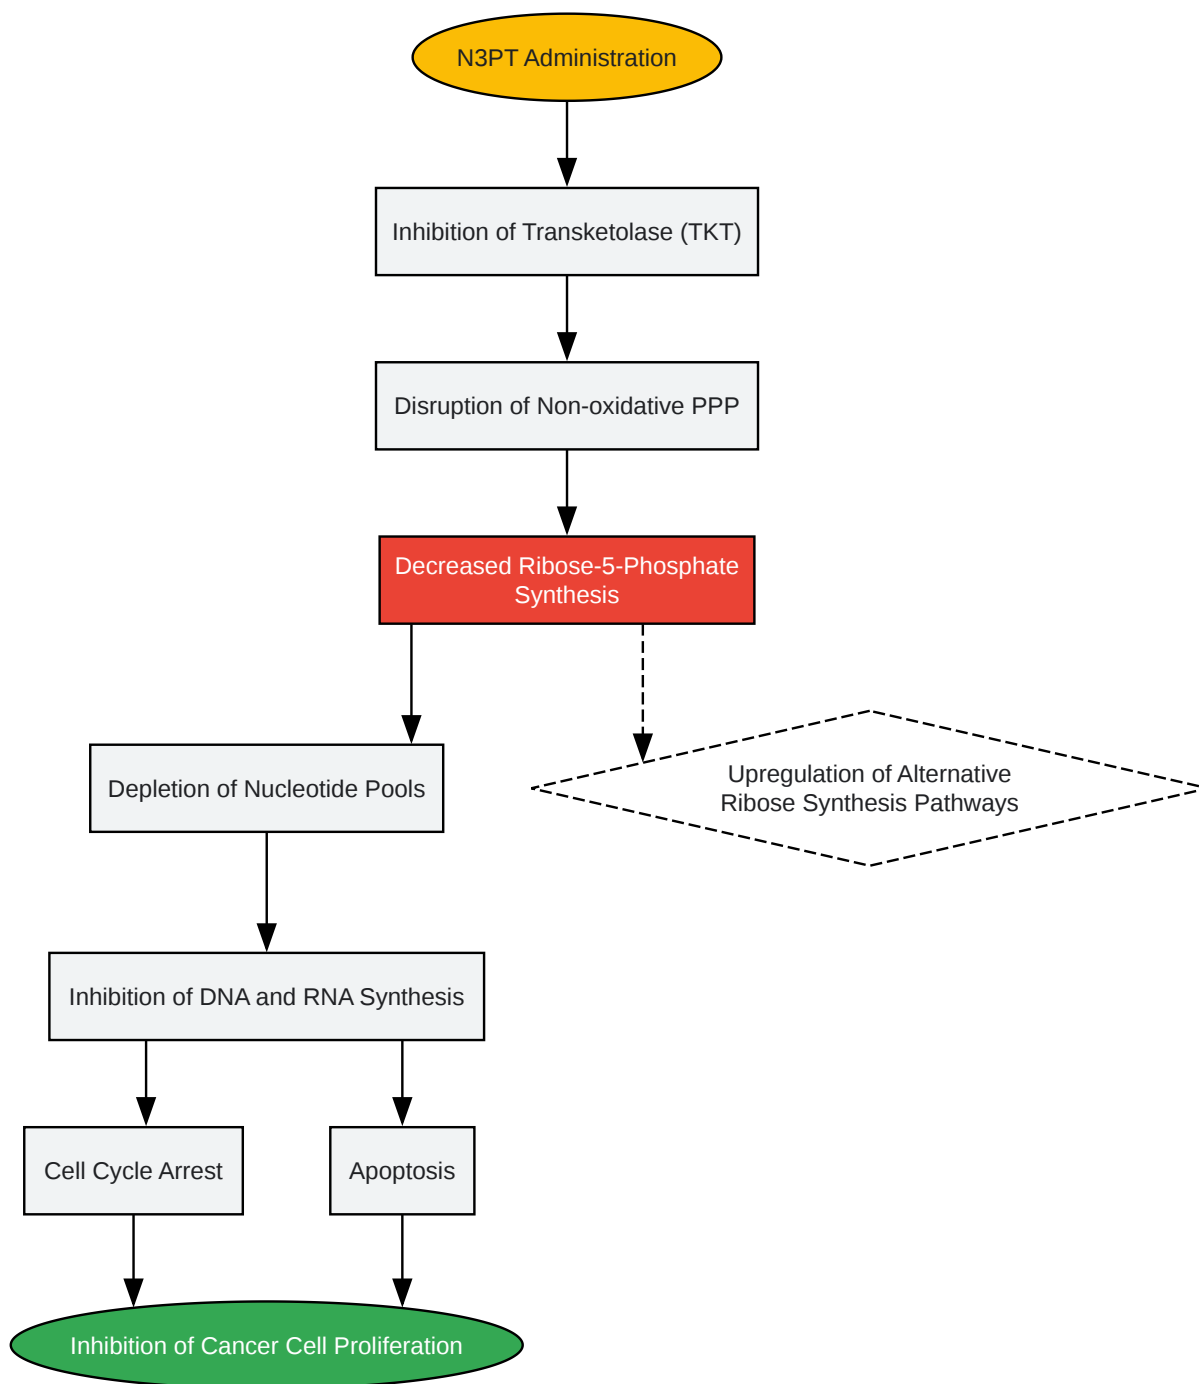 N3PT Administration
Inhibition of Transketolase (TKT)
Disruption of Non-oxidative PPP
Decreased Ribose-5-Phosphate
Synthesis
Upregulation of Alternative
Ribose Synthesis Pathways
Depletion of Nucleotide Pools
Inhibition of DNA and RNA Synthesis
Cell Cycle Arrest
Apoptosis
Inhibition of Cancer Cell Proliferation